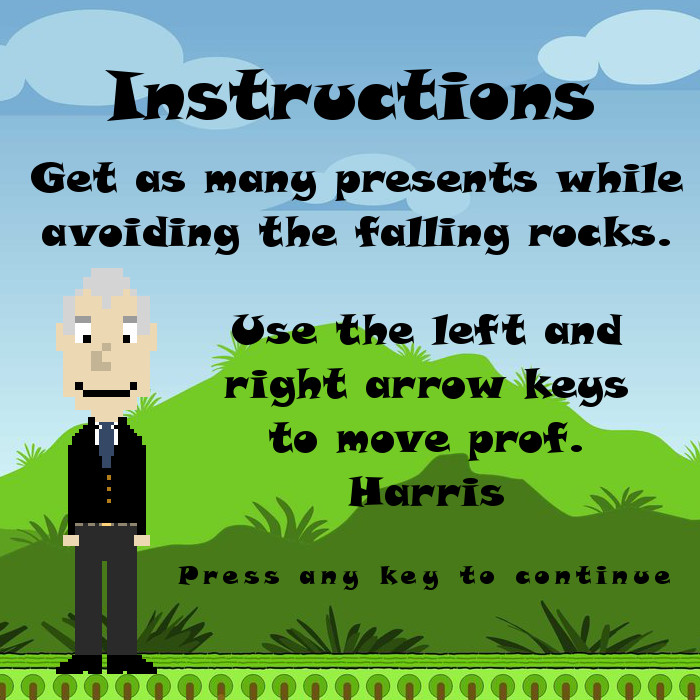 Instructions
Get as many presents while
avoiding the falling rocks.
Use the left and
right arrow keys
to move prof.
Harris
Press any key to continue